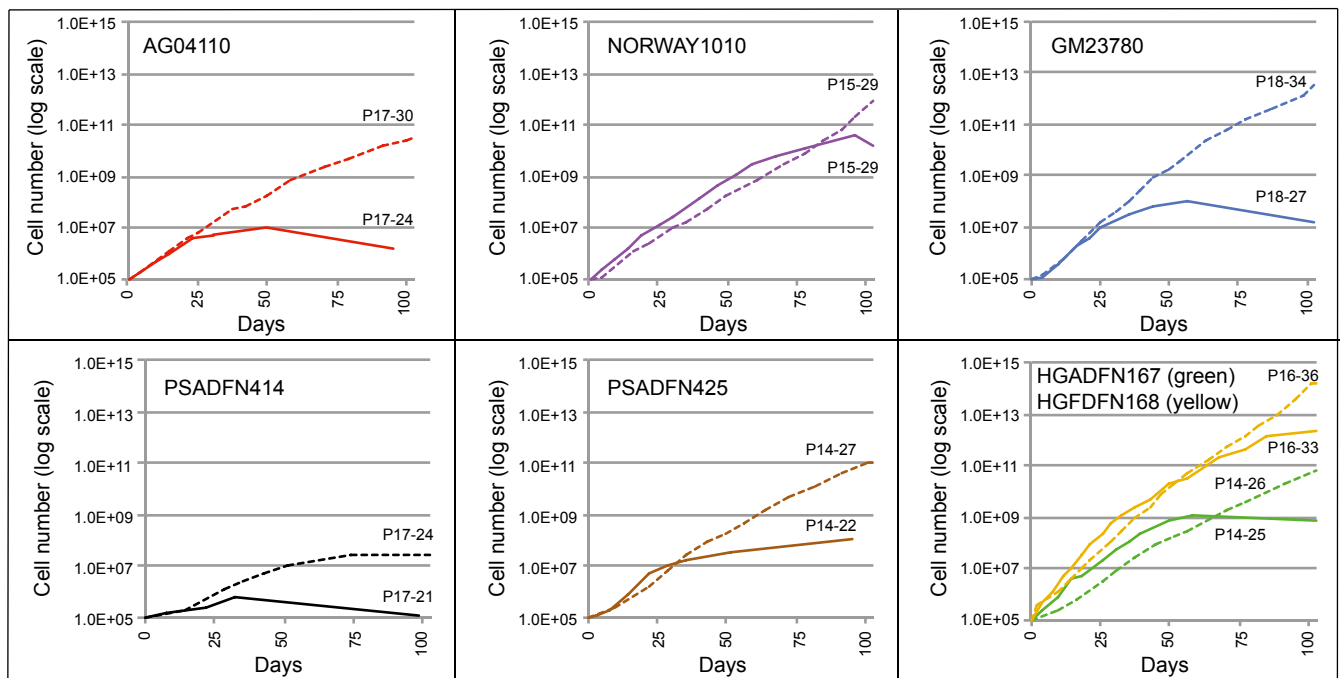 AG04110
Cell number (log scale)
1.0E+15
1.0E+13
1.0E+11
1.0E+09
1.0E+07
1.0E+05
P17-30
P17-24
0
25
50
75
100
Days
NORWAY1010
Cell number (log scale)
1.0E+15
1.0E+13
1.0E+11
1.0E+09
1.0E+07
1.0E+05
P15-29
P15-29
0
25
50
75
100
Days
GM23780
Cell number (log scale)
1.0E+15
1.0E+13
1.0E+11
1.0E+09
1.0E+07
1.0E+05
P18-34
P18-27
0
25
50
75
100
Days
PSADFN414
Cell number (log scale)
1.0E+15
1.0E+13
1.0E+11
1.0E+09
1.0E+07
1.0E+05
P17-24
P17-21
0
25
50
75
100
Days
PSADFN425
Cell number (log scale)
1.0E+15
1.0E+13
1.0E+11
1.0E+09
1.0E+07
1.0E+05
P14-27
P14-22
0
25
50
75
100
Days
HGADFN167 (green)
HGFDFN168 (yellow)
Cell number (log scale)
1.0E+15
1.0E+13
1.0E+11
1.0E+09
1.0E+07
1.0E+05
P16-36
P16-33
P14-26
P14-25
0
25
50
75
100
Days